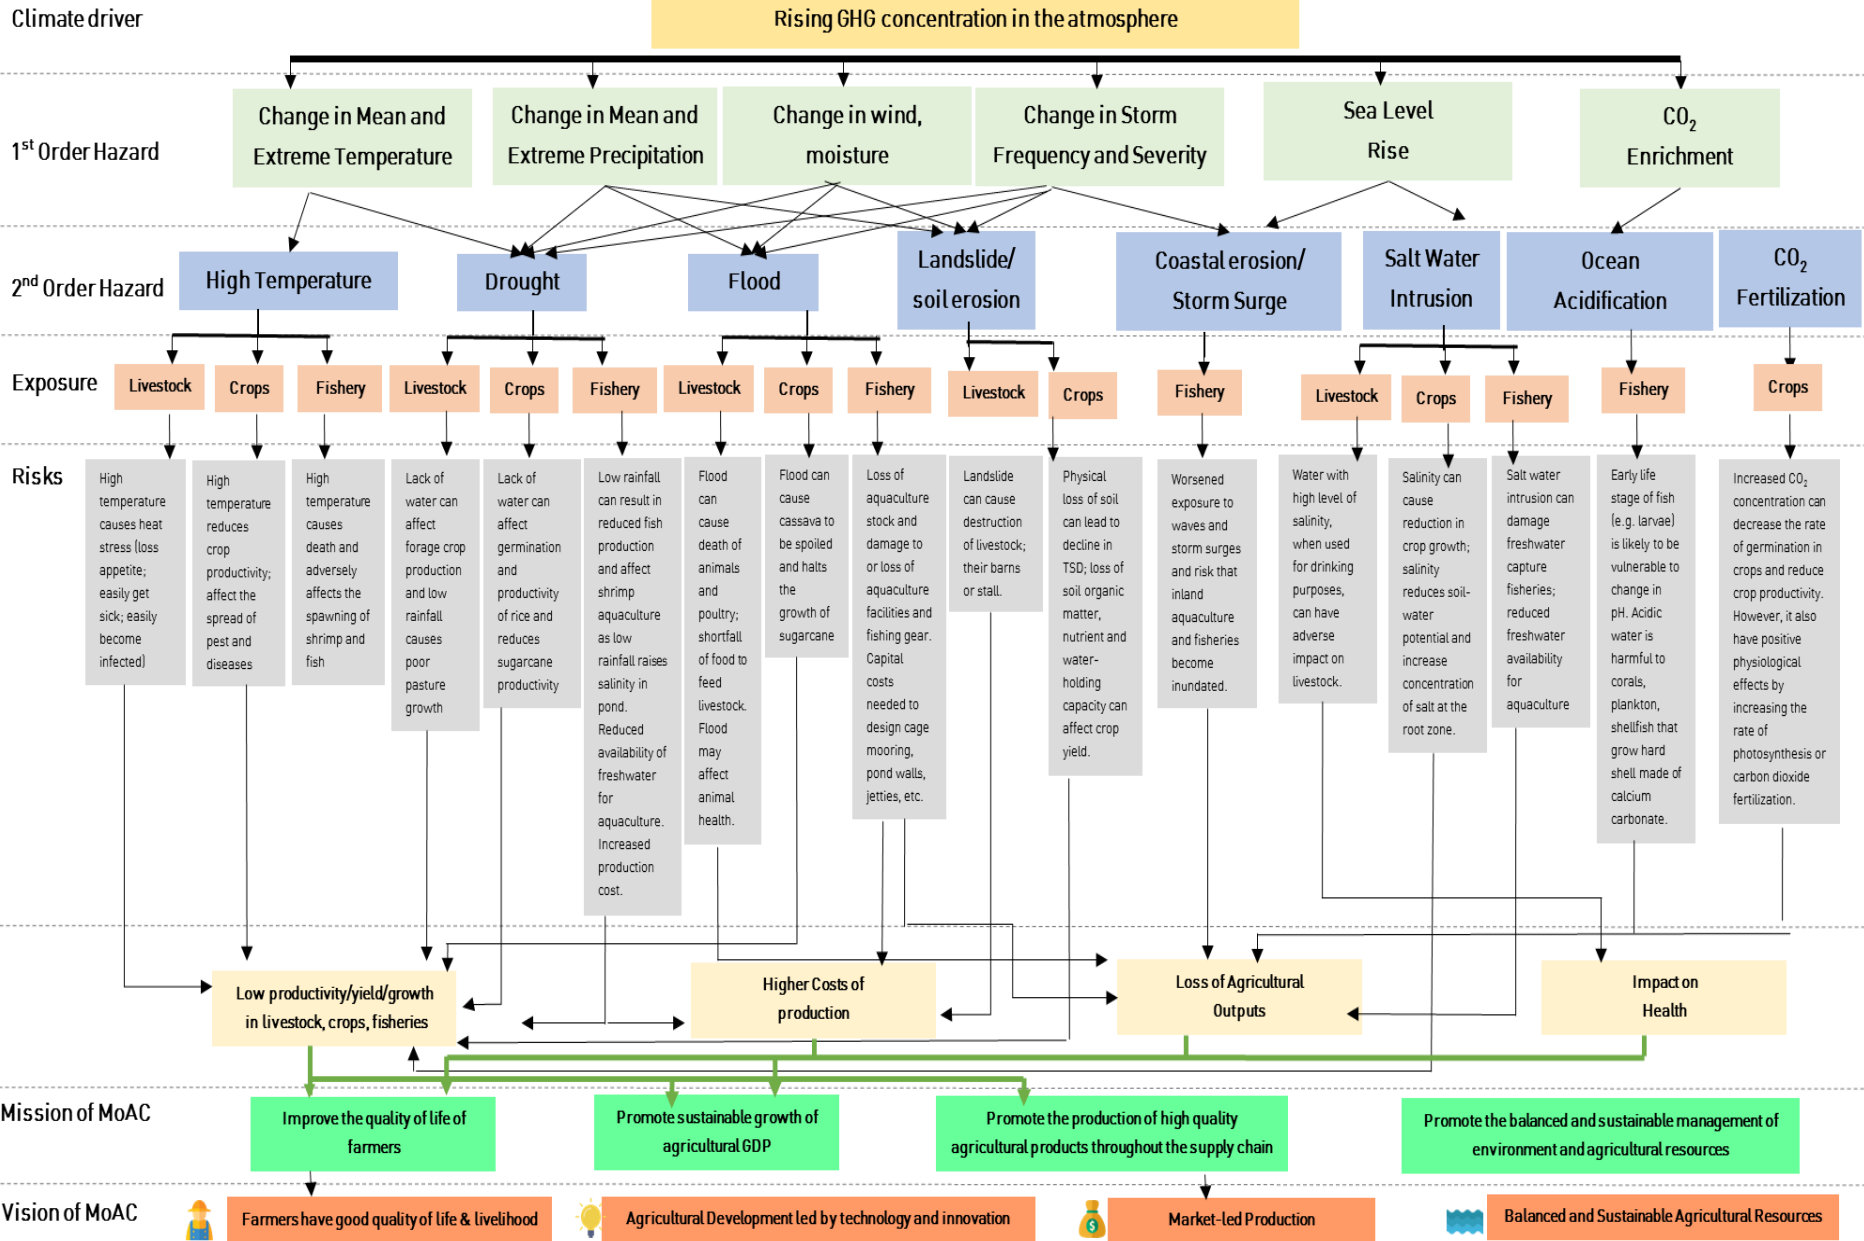 Climate driver
Rising GHG concentration in the atmosphere
1st Order Hazard
Change in Mean and
Extreme Temperature
Change in Mean and
Extreme Precipitation
Change in wind,
moisture
Change in Storm
Frequency and Severity
Sea Level
Rise
CO2
Enrichment
2nd Order Hazard
High Temperature
Drought
Flood
Landslide/
soil erosion
Coastal erosion/
Storm Surge
Salt Water
Intrusion
Ocean
Acidification
CO2
Fertilization
Exposure
Livestock
Crops
Fishery
Livestock
Crops
Fishery
Livestock
Crops
Fishery
Livestock
Crops
Fishery
Livestock
Crops
Fishery
Fishery
Crops
Risks
High
temperature
causes heat
stress (loss
appetite;
easily get
sick; easily
become
infected)
High
temperature
reduces
crop
productivity;
affect the
spread of
pest and
diseases
High
temperature
causes
death and
adversely
affects the
spawning of
shrimp and
fish
Lack of
water can
affect
forage crop
production
and low
rainfall
causes
poor
pasture
growth
Lack of
water can
affect
germination
and
productivity
of rice and
reduces
sugarcane
productivity
Low rainfall
can result in
reduced fish
production
and affect
shrimp
aquaculture
as low
rainfall raises
salinity in
pond.
Reduced
availability of
freshwater
for
aquaculture.
Increased
production
cost.
Flood
can
cause
death of
animals
and
poultry;
shortfall
of food to
feed
livestock.
Flood
may
affect
animal
health.
Flood can
cause
cassava to
be spoiled
and halts
the
growth of
sugarcane
Loss of
aquaculture
stock and
damage to
or loss of
aquaculture
facilities and
fishing gear.
Capital
costs
needed to
design cage
mooring,
pond walls,
jetties, etc.
Landslide
can cause
destruction
of livestock;
their barns
or stall.
Physical
loss of soil
can lead to
decline in
TSD; loss of
soil organic
matter,
nutrient and
water-
holding
capacity can
affect crop
yield.
Worsened
exposure to
waves and
storm surges
and risk that
inland
aquaculture
and fisheries
become
inundated.
Water with
high level of
salinity,
when used
for drinking
purposes,
can have
adverse
impact on
livestock.
Salinity can
cause
reduction in
crop growth;
salinity
reduces soil-
water
potential and
increase
concentration
of salt at the
root zone.
Salt water
intrusion can
damage
freshwater
capture
fisheries;
reduced
freshwater
availability
for
aquaculture
Early life
stage of fish
(e.g. larvae)
is likely to be
vulnerable to
change in
pH. Acidic
water is
harmful to
corals,
plankton,
shellfish that
grow hard
shell made of
calcium
carbonate.
Increased CO2
concentration can
decrease the rate
of germination in
crops and reduce
crop productivity.
However, it also
have positive
physiological
effects by
increasing the
rate of
photosynthesis or
carbon dioxide
fertilization.
Low productivity/yield/growth
in livestock, crops, fisheries
Higher Costs of
production
Loss of Agricultural
Outputs
Impact on
Health
Mission of MoAC
Improve the quality of life of
farmers
Promote sustainable growth of
agricultural GDP
Promote the production of high quality
agricultural products throughout the supply chain
Promote the balanced and sustainable management of
environment and agricultural resources
Vision of MoAC
Farmers have good quality of life & livelihood
Agricultural Development led by technology and innovation
$
Market-led Production
Balanced and Sustainable Agricultural Resources